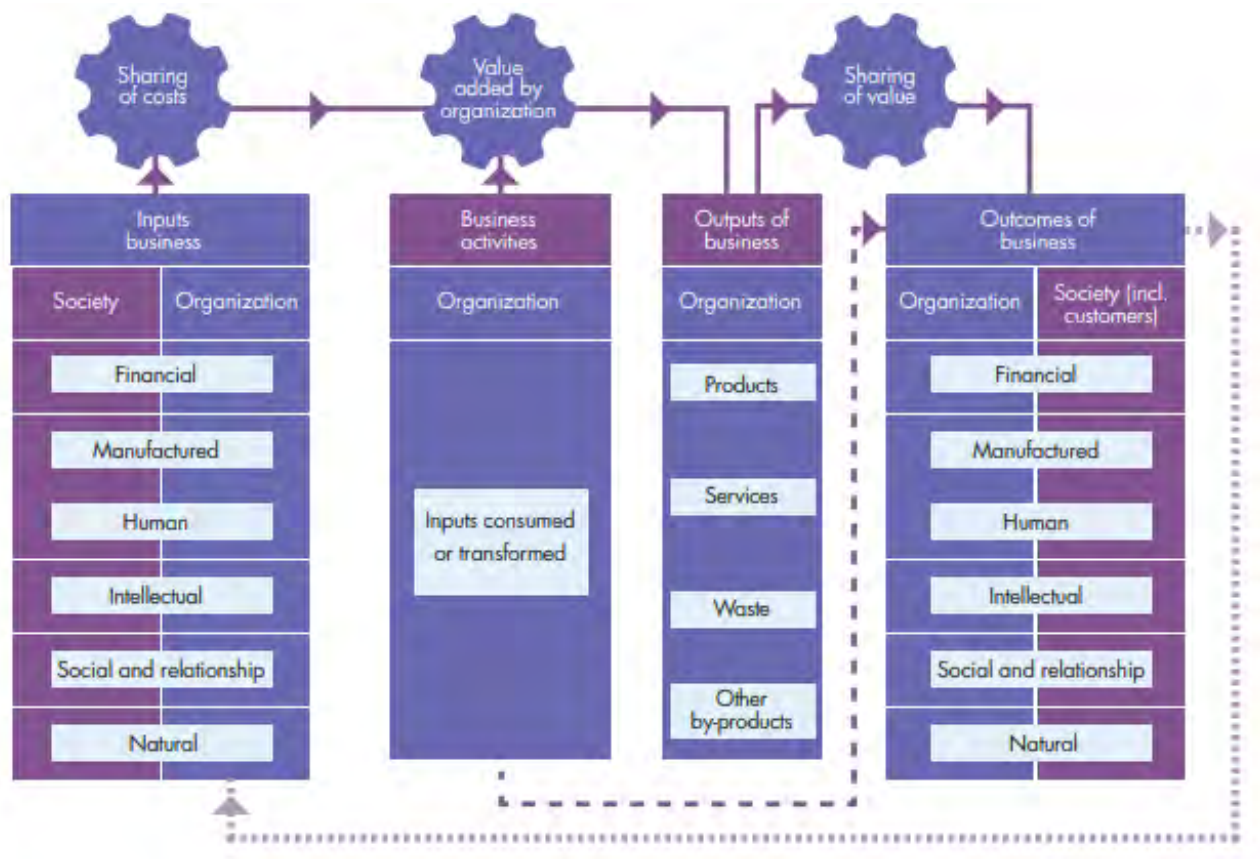 Sharing
of costs
Value
added by
organization
Sharing
of value
Inputs
business
Society
Organization
Financial
Manufactured
Human
Intellectual
Social and relationship
Natural
Business
activities
Organization
Inputs consumed
or transformed
Outputs of
business
Organization
Products
Services
Waste
Other
by-products
Outcomes of
business
Organization
Society (incl.
customers)
Financial
Manufactured
Human
Intellectual
Social and relationship
Natural